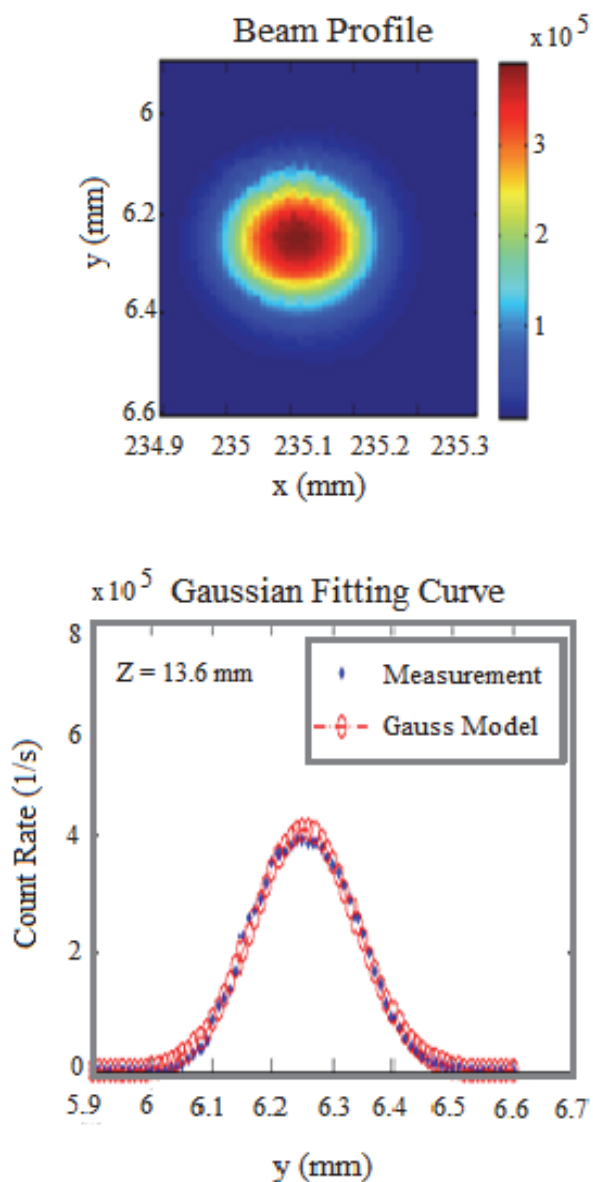 Beam Profile
x 10^5
6
6.2
6.4
6.6
y (mm)
3
2
1
234.9 235 235.1 235.2 235.3
x (mm)
x 10^5 Gaussian Fitting Curve
8
6
4
2
0
Count Rate (1/s)
Z = 13.6 mm
Measurement
Gauss Model
5.9 6 6.1 6.2 6.3 6.4 6.5 6.6 6.7
y (mm)